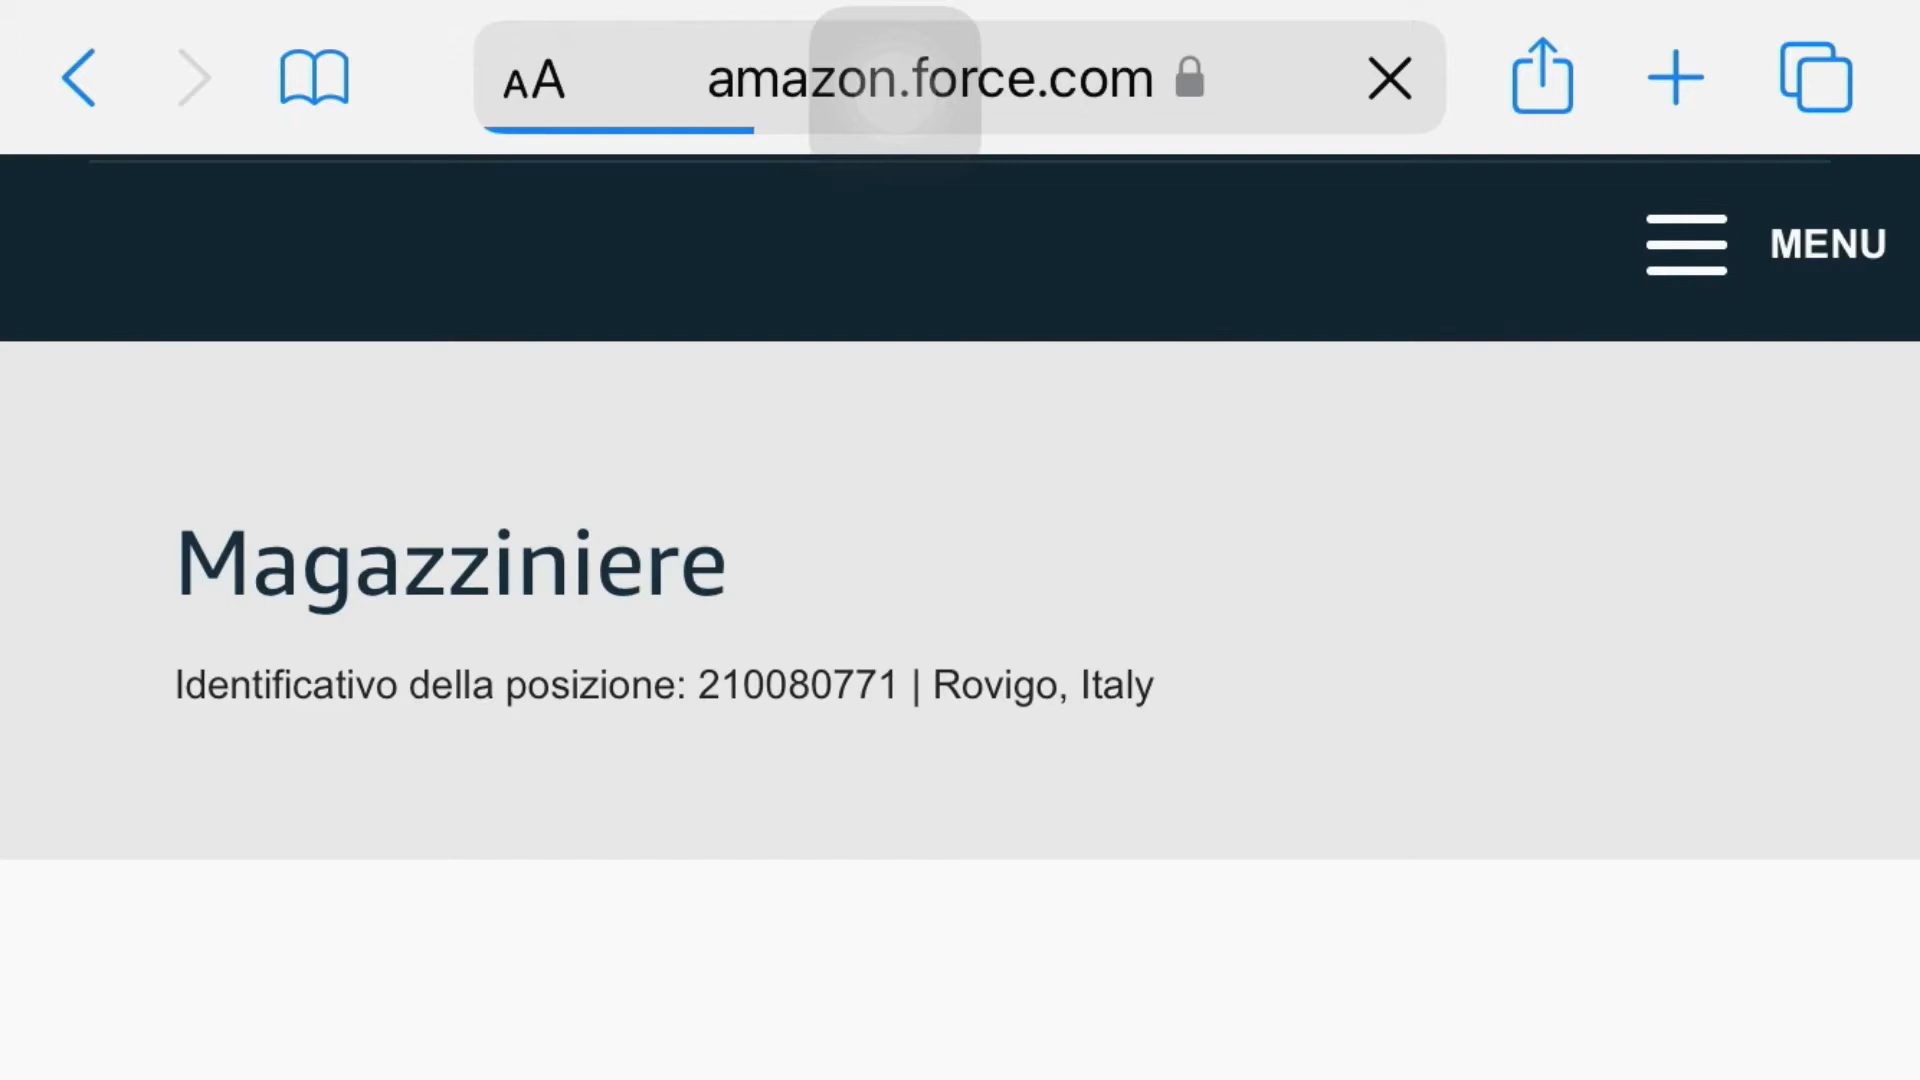 AA amazon.force.com
MENU
Magazziniere
Identificativo della posizione: 210080771 | Rovigo, Italy